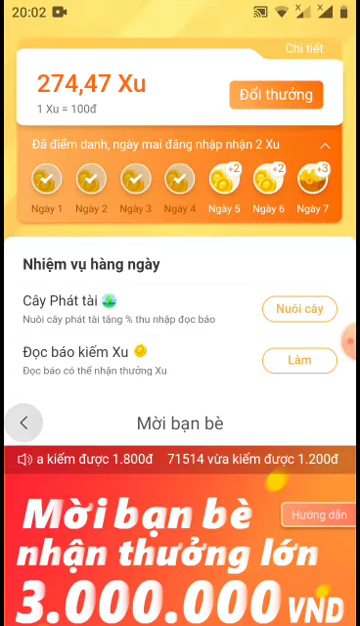 20:02
Chi tiết
274,47 Xu
1 Xu = 100đ
Đổi thưởng
Đã điểm danh, ngày mai đăng nhập nhận 2 Xu
+2 +2 +3
Ngày 1 Ngày 2 Ngày 3 Ngày 4 Ngày 5 Ngày 6 Ngày 7
Nhiệm vụ hàng ngày
Cây Phát tài
Nuôi cây
Nuôi cây phát tài tăng % thu nhập đọc báo
Đọc báo kiếm Xu
Làm
Đọc báo có thể nhận thưởng Xu
Mời bạn bè
a kiếm được 1.800đ 71514 vừa kiếm được 1.200đ
Hướng dẫn
Mời bạn bè
nhận thưởng lớn
3.000.000 VND